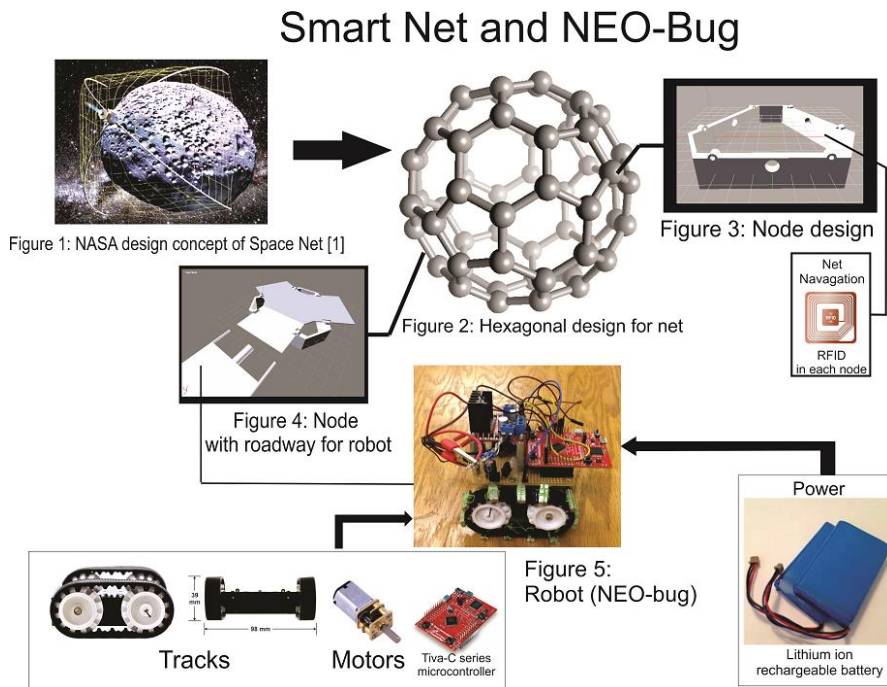 Smart Net and NEO-Bug
Figure 1: NASA design concept of Space Net [1]
Figure 2: Hexagonal design for net
Figure 3: Node design
Net
Navagation
RFID
RFID
in each node
Figure 4: Node
with roadway for robot
Figure 5:
Robot (NEO-bug)
Power
Lithium ion
rechargeable battery
39
mm
98 mm
Tracks
Motors
Tiva-C series
microcontroller